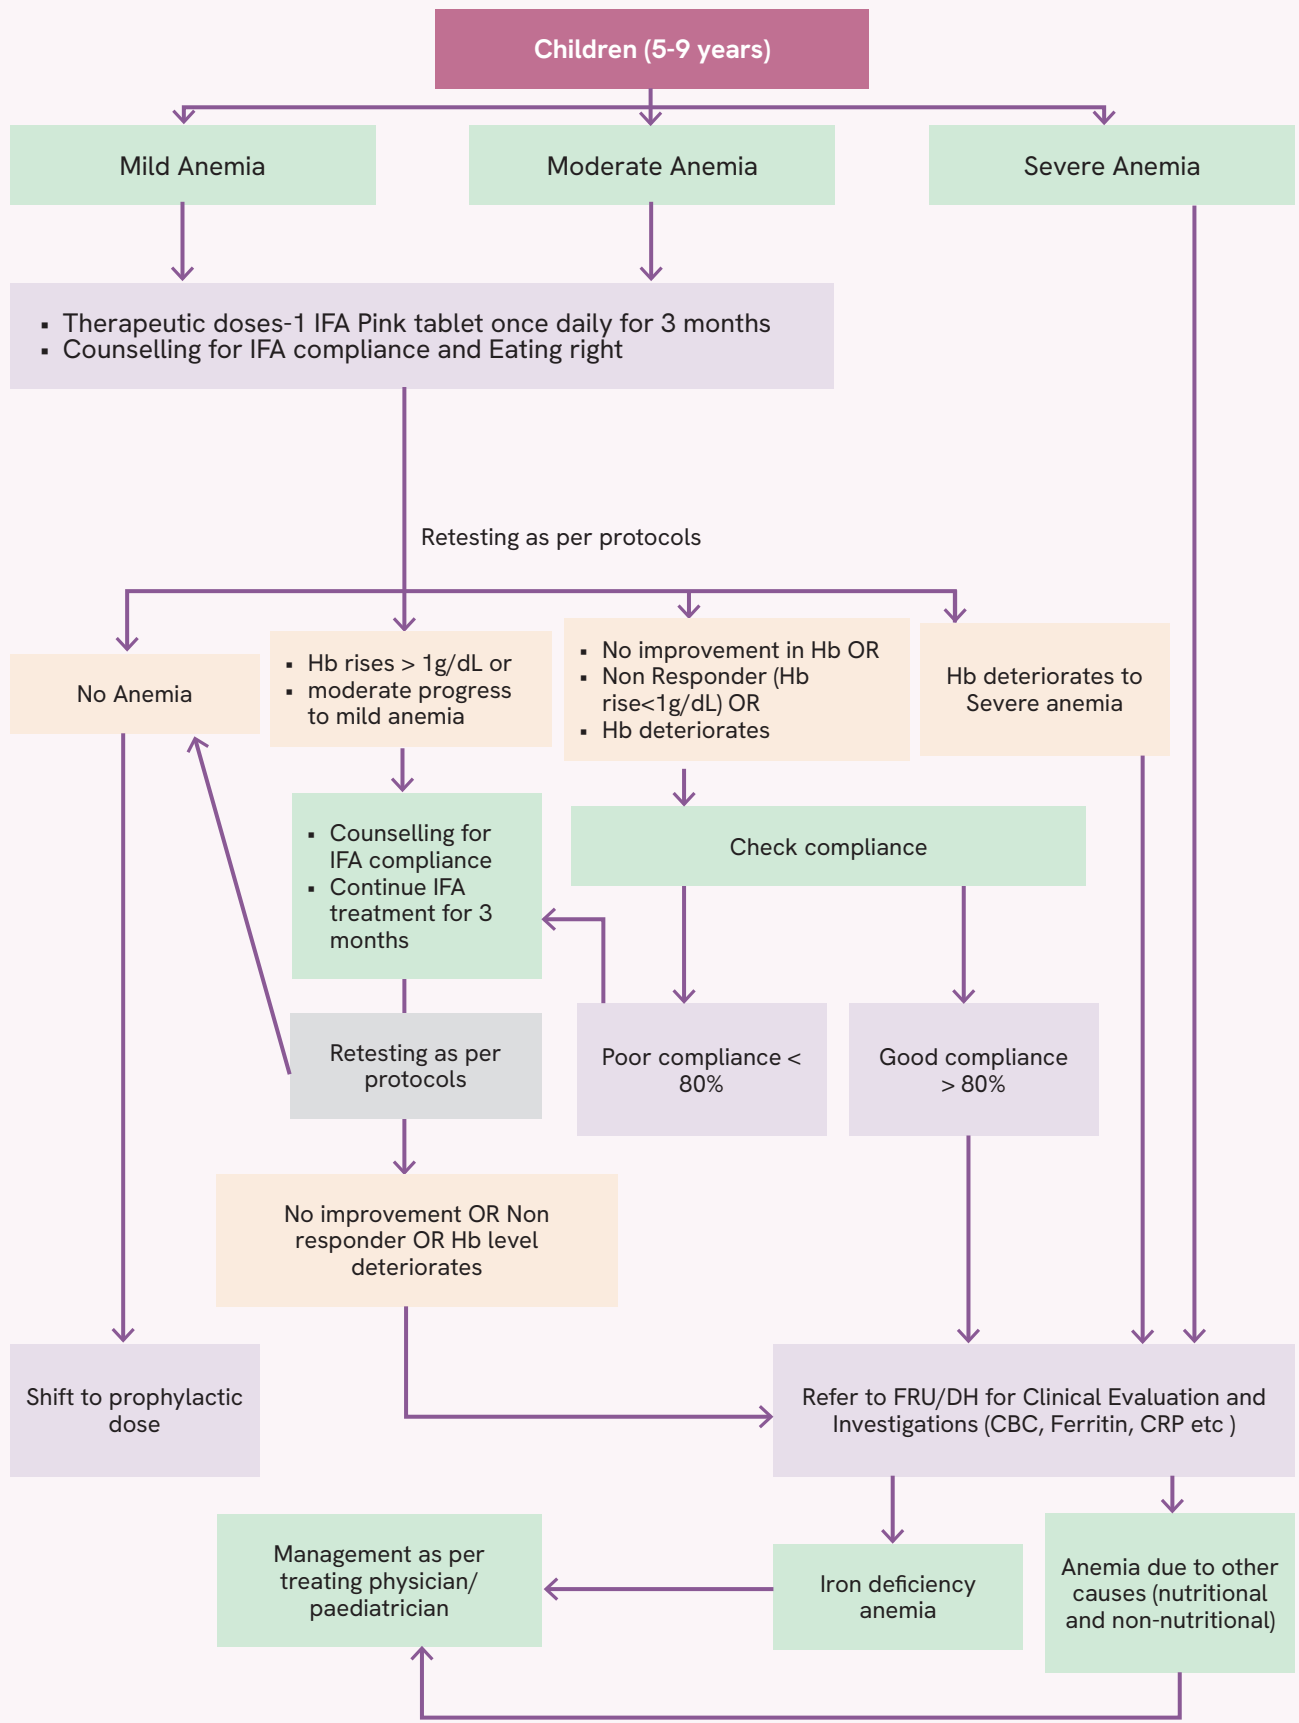 Children (5-9 years)
Mild Anemia
Moderate Anemia
Severe Anemia
▪ Therapeutic doses-1 IFA Pink tablet once daily for 3 months
▪ Counselling for IFA compliance and Eating right
Retesting as per protocols
No Anemia
▪ Hb rises > 1g/dL or
▪ moderate progress
to mild anemia
▪ No improvement in Hb OR
▪ Non Responder (Hb
rise<1g/dL) OR
▪ Hb deteriorates
Hb deteriorates to
Severe anemia
▪ Counselling for
IFA compliance
▪ Continue IFA
treatment for 3
months
Check compliance
Retesting as per
protocols
Poor compliance <
80%
Good compliance
> 80%
No improvement OR Non
responder OR Hb level
deteriorates
Shift to prophylactic
dose
Refer to FRU/DH for Clinical Evaluation and
Investigations (CBC, Ferritin, CRP etc )
Management as per
treating physician/
paediatrician
Iron deficiency
anemia
Anemia due to other
causes (nutritional
and non-nutritional)